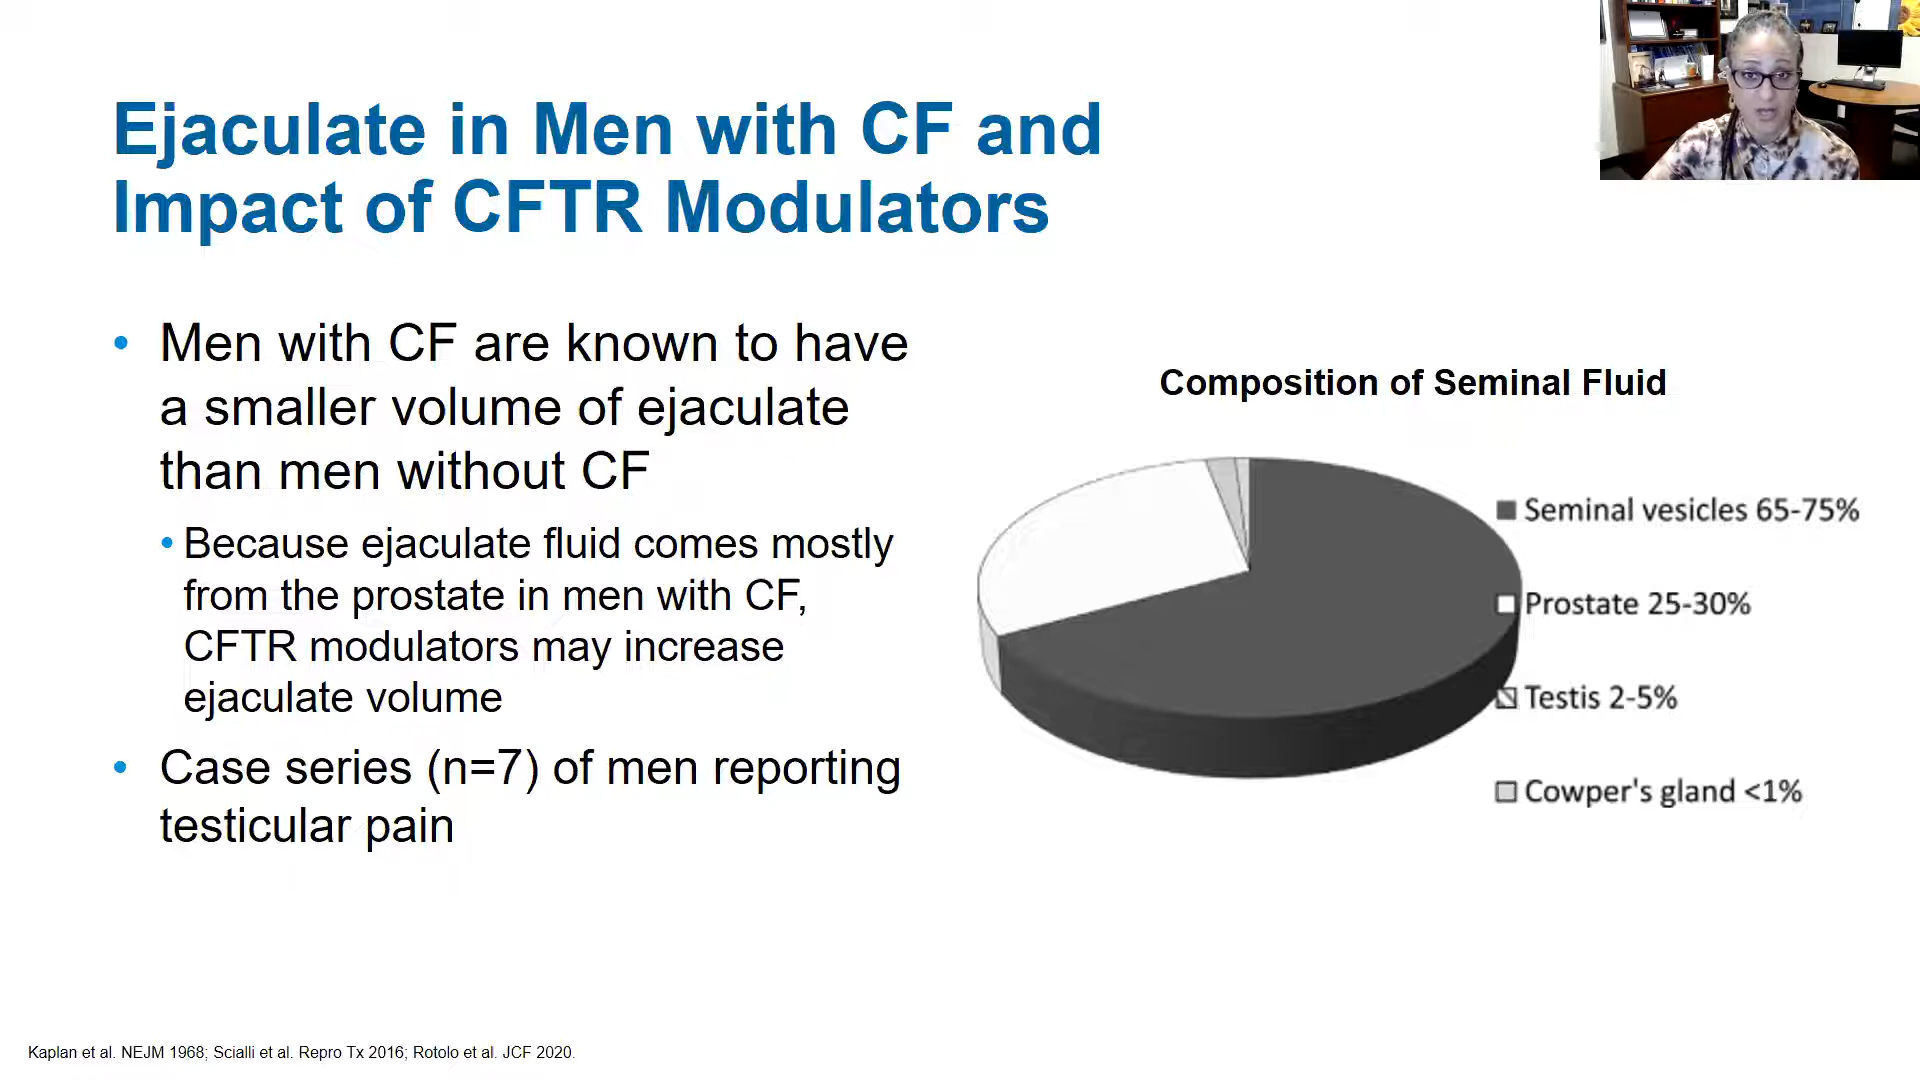 Ejaculate in Men with CF and
Impact of CFTR Modulators
• Men with CF are known to have
a smaller volume of ejaculate
than men without CF
• Because ejaculate fluid comes mostly
from the prostate in men with CF,
CFTR modulators may increase
ejaculate volume
• Case series (n=7) of men reporting
testicular pain
Composition of Seminal Fluid
Seminal vesicles 65-75%
Prostate 25-30%
Testis 2-5%
Cowper's gland <1%
Kaplan et al. NEJM 1968; Scialli et al. Repro Tx 2016; Rotolo et al. JCF 2020.